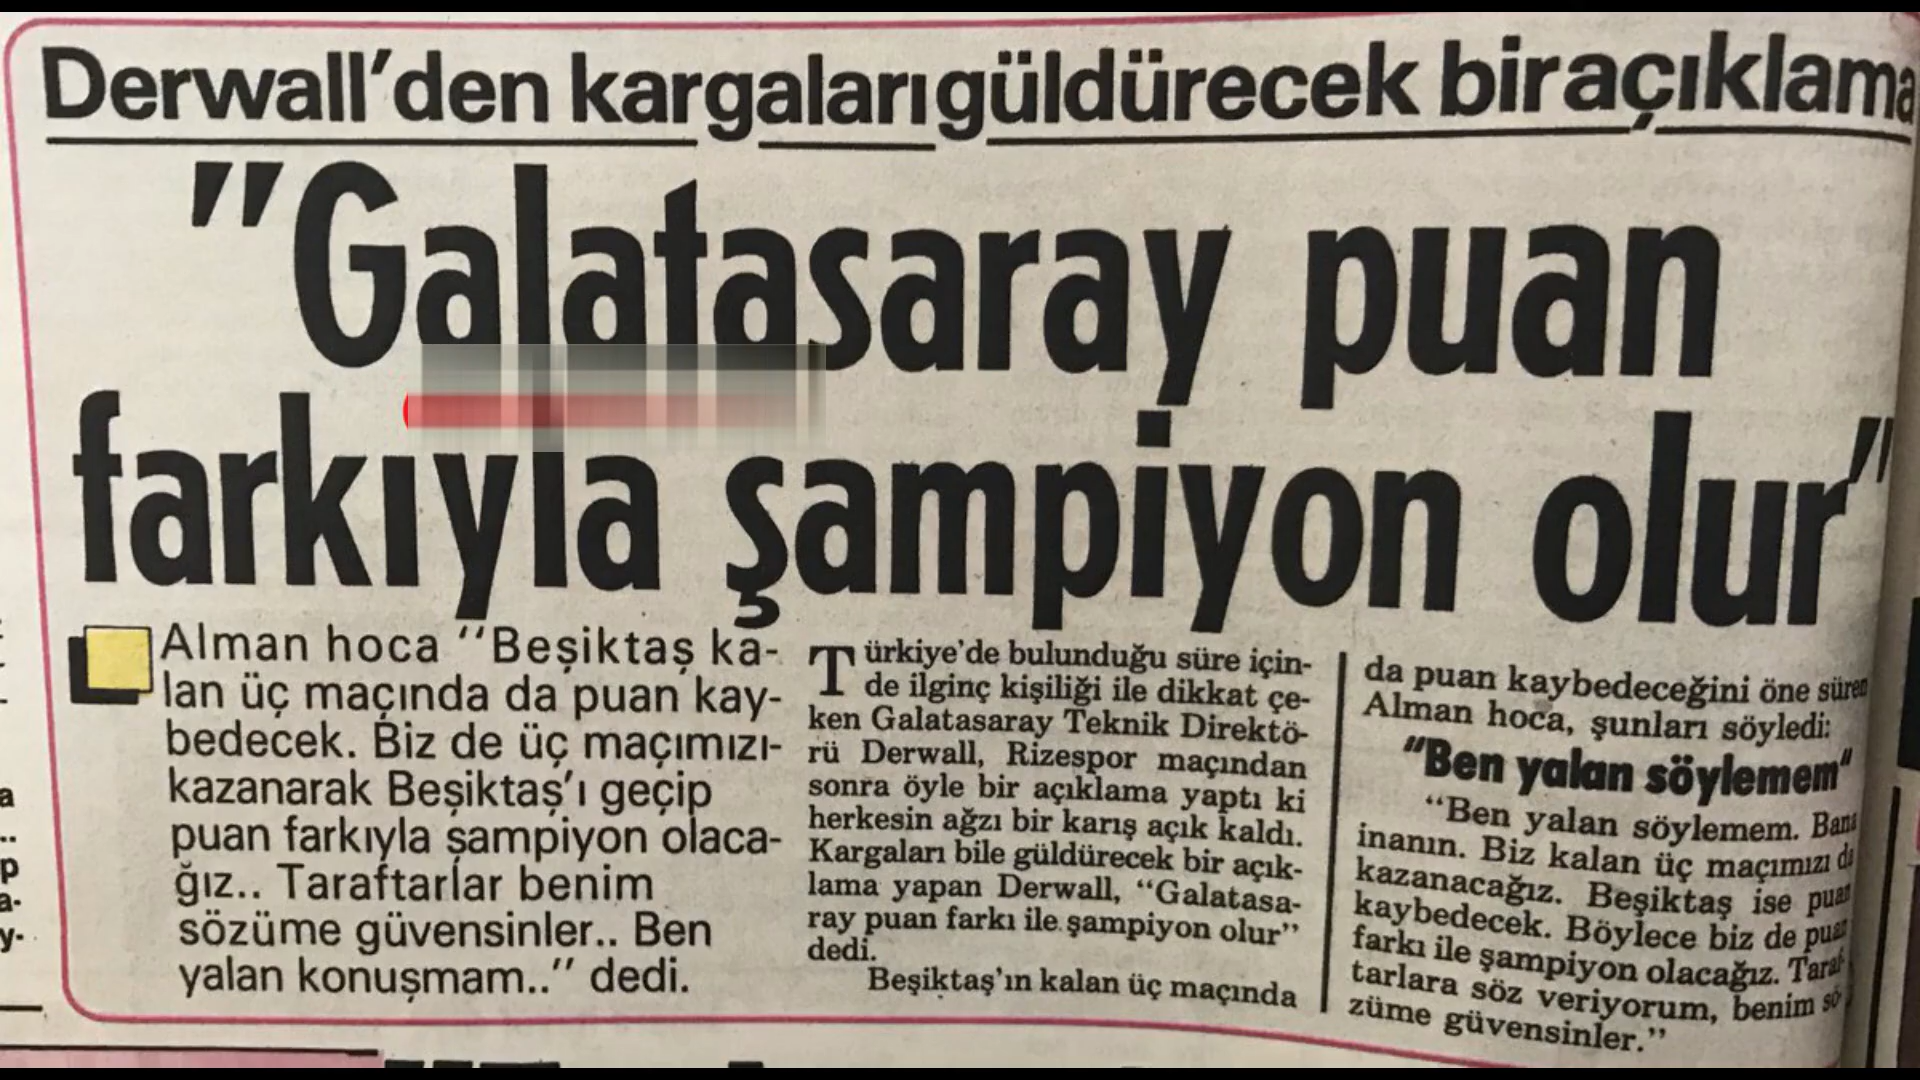 Derwall'den kargaları güldürecek bir açıklama
"Galatasaray puan
farkıyla şampiyon olur"
Alman hoca "Beşiktaş ka-
lan üç maçında da puan kay-
bedecek. Biz de üç maçımızı
kazanarak Beşiktaş'ı geçip
puan farkıyla şampiyon olaca-
ğız.. Taraftarlar benim
sözüme güvensinler.. Ben
yalan konuşmam.." dedi.
Türkiye'de bulunduğu süre için-
de ilginç kişiliği ile dikkat çe-
ken Galatasaray Teknik Direktö-
rü Derwall, Rizespor maçından
sonra öyle bir açıklama yaptı ki
herkesin ağzı bir karış açık kaldı.
Kargaları bile güldürecek bir açık-
lama yapan Derwall, "Galatasa-
ray puan farkı ile şampiyon olur"
dedi.
Beşiktaş'ın kalan üç maçında
da puan kaybedeceğini öne süren
Alman hoca, şunları söyledi:
"Ben yalan söylemem"
"Ben yalan söylemem. Bana
inanın. Biz kalan üç maçımızı da
kazanacağız. Beşiktaş ise puan
kaybedecek. Böylece biz de puan
farkı ile şampiyon olacağız. Taraf-
tarlara söz veriyorum, benim sö-
züme güvensinler."